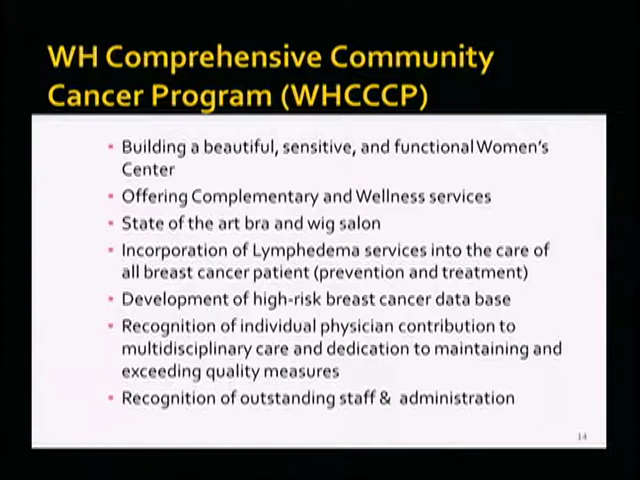 WH Comprehensive Community
Cancer Program (WHCCCP)
• Building a beautiful, sensitive, and functional Women's
Center
• Offering Complementary and Wellness services
• State of the art bra and wig salon
• Incorporation of Lymphedema services into the care of
all breast cancer patient (prevention and treatment)
• Development of high-risk breast cancer data base
• Recognition of individual physician contribution to
multidisciplinary care and dedication to maintaining and
exceeding quality measures
• Recognition of outstanding staff & administration
14